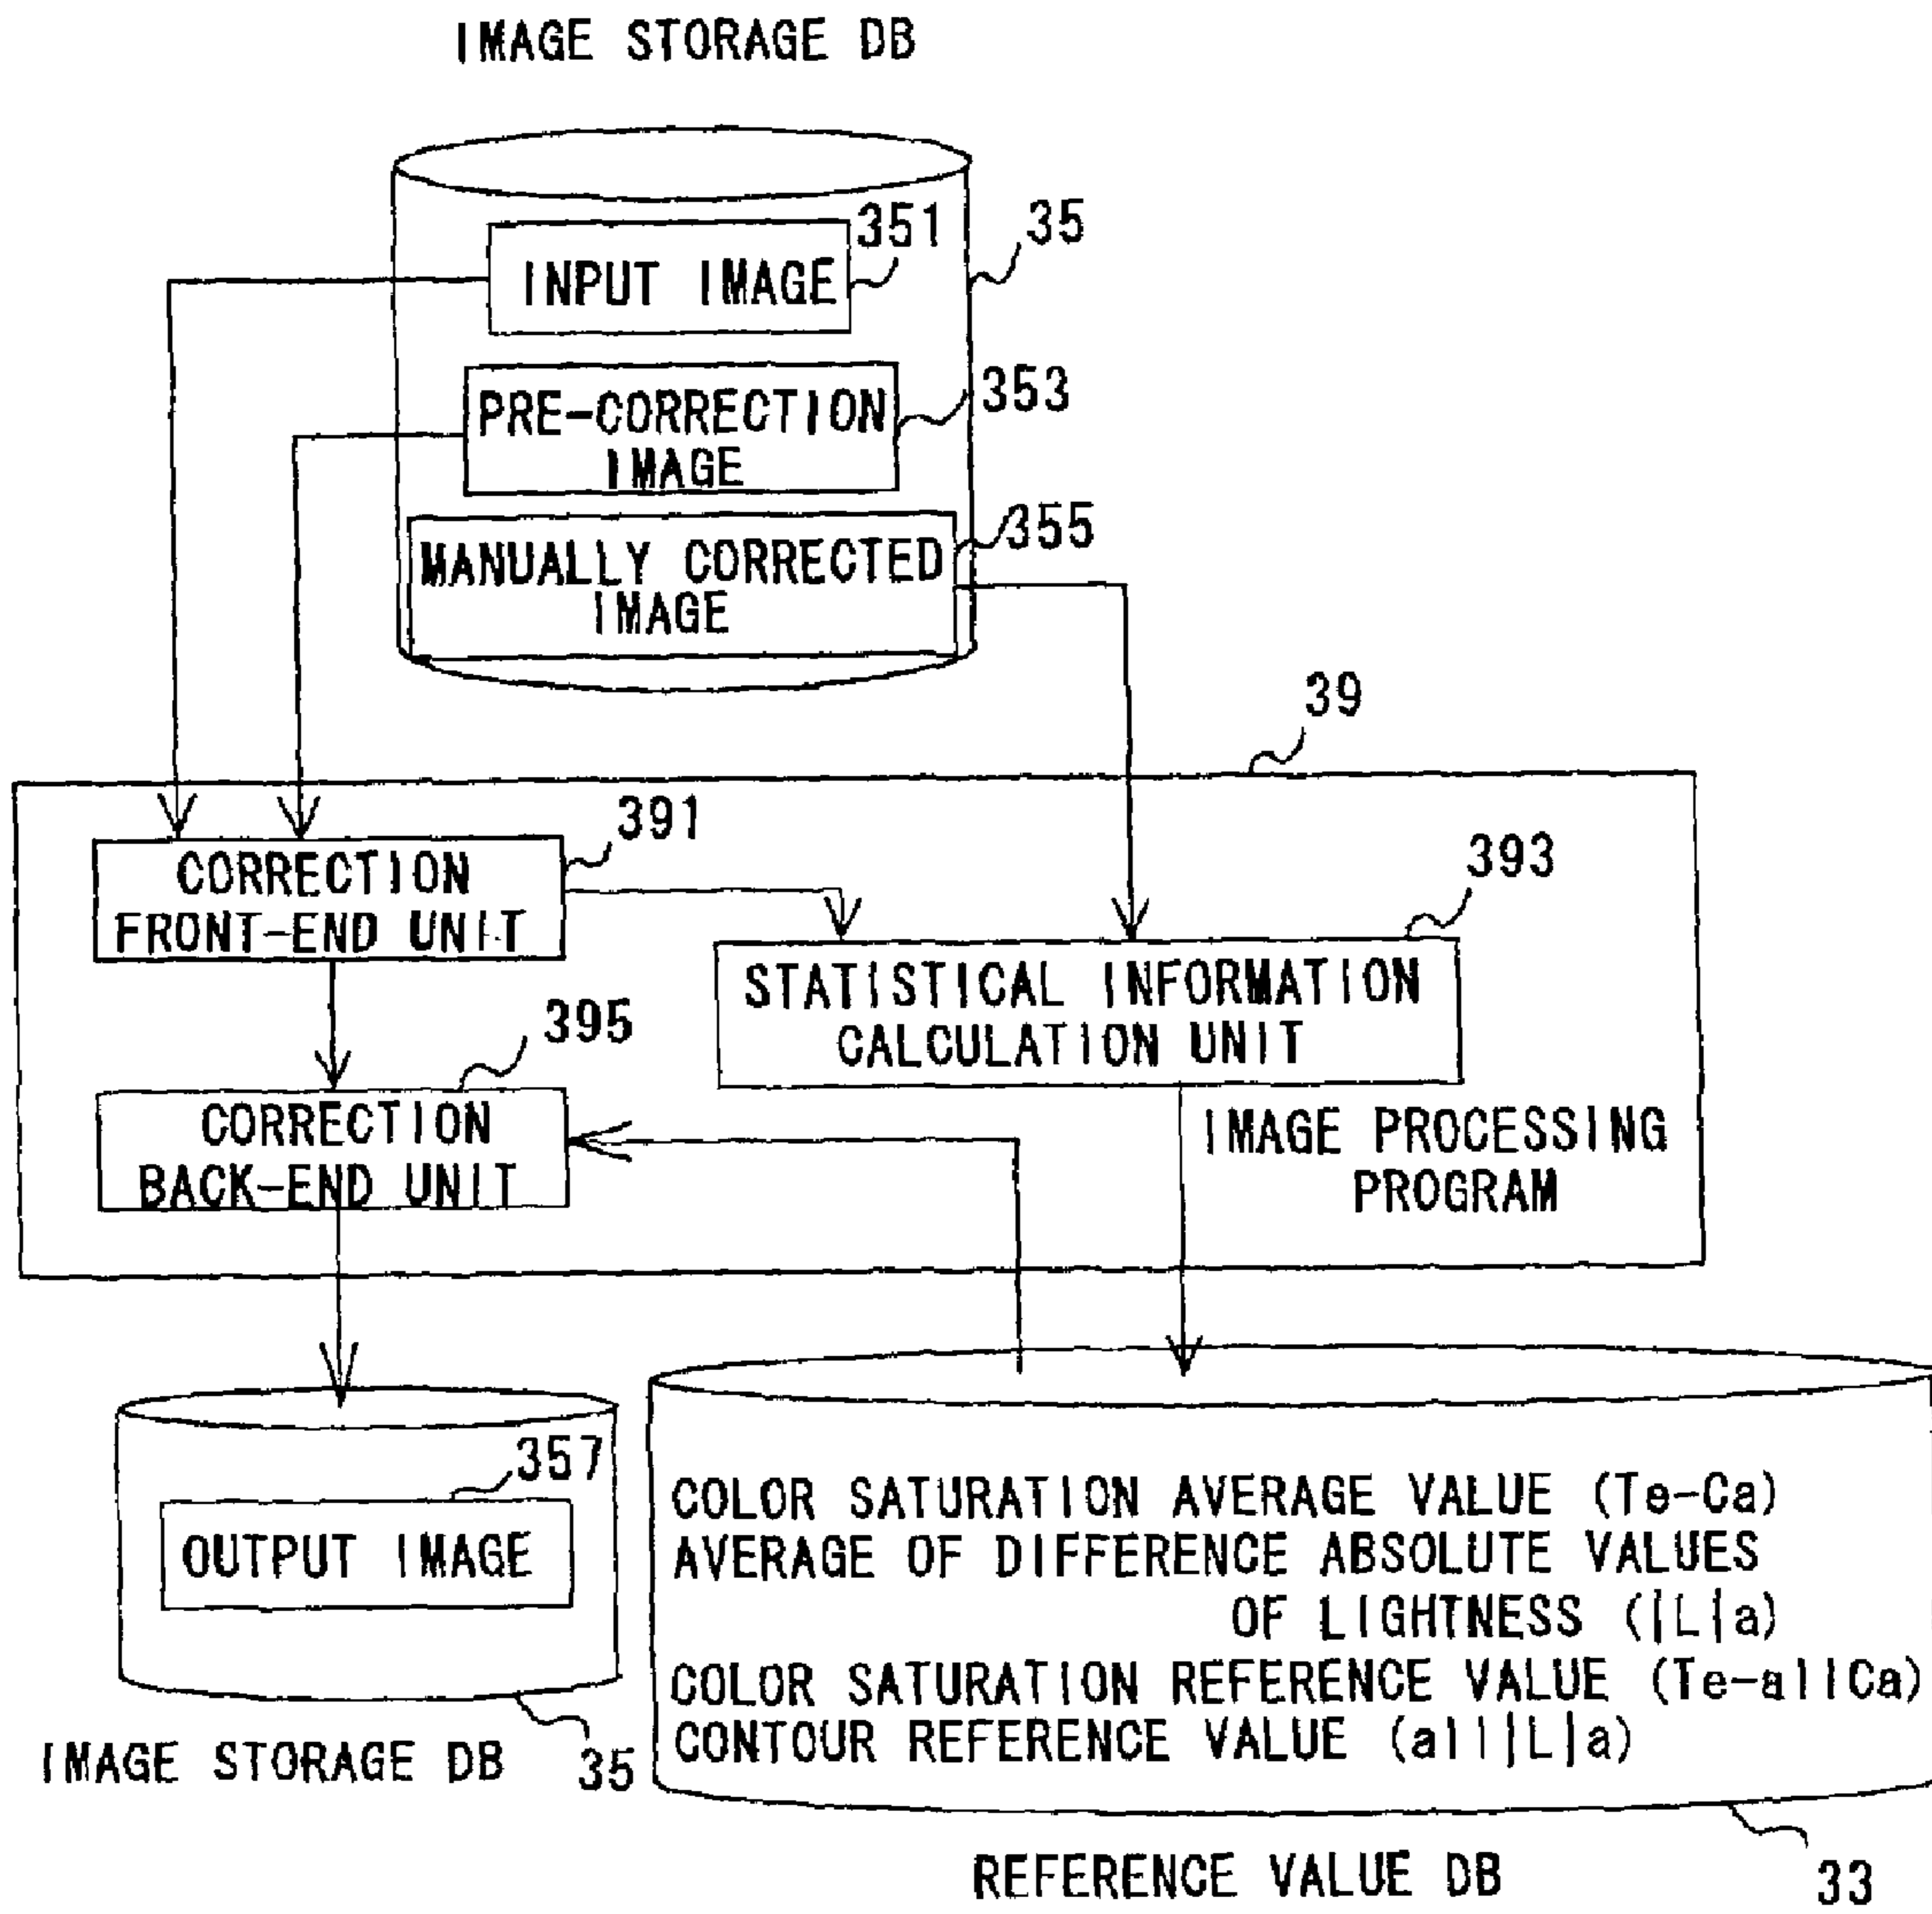 IMAGE STORAGE DB
351
35
INPUT IMAGE
353
PRE-CORRECTION
IMAGE
355
MANUALLY CORRECTED
IMAGE
39
391
CORRECTION
FRONT-END UNIT
393
STATISTICAL INFORMATION
CALCULATION UNIT
395
CORRECTION
BACK-END UNIT
IMAGE PROCESSING
PROGRAM
357
OUTPUT IMAGE
IMAGE STORAGE DB
35
COLOR SATURATION AVERAGE VALUE (Te-Ca)
AVERAGE OF DIFFERENCE ABSOLUTE VALUES
OF LIGHTNESS (|L|a)
COLOR SATURATION REFERENCE VALUE (Te-allCa)
CONTOUR REFERENCE VALUE (all|L|a)
REFERENCE VALUE DB
33